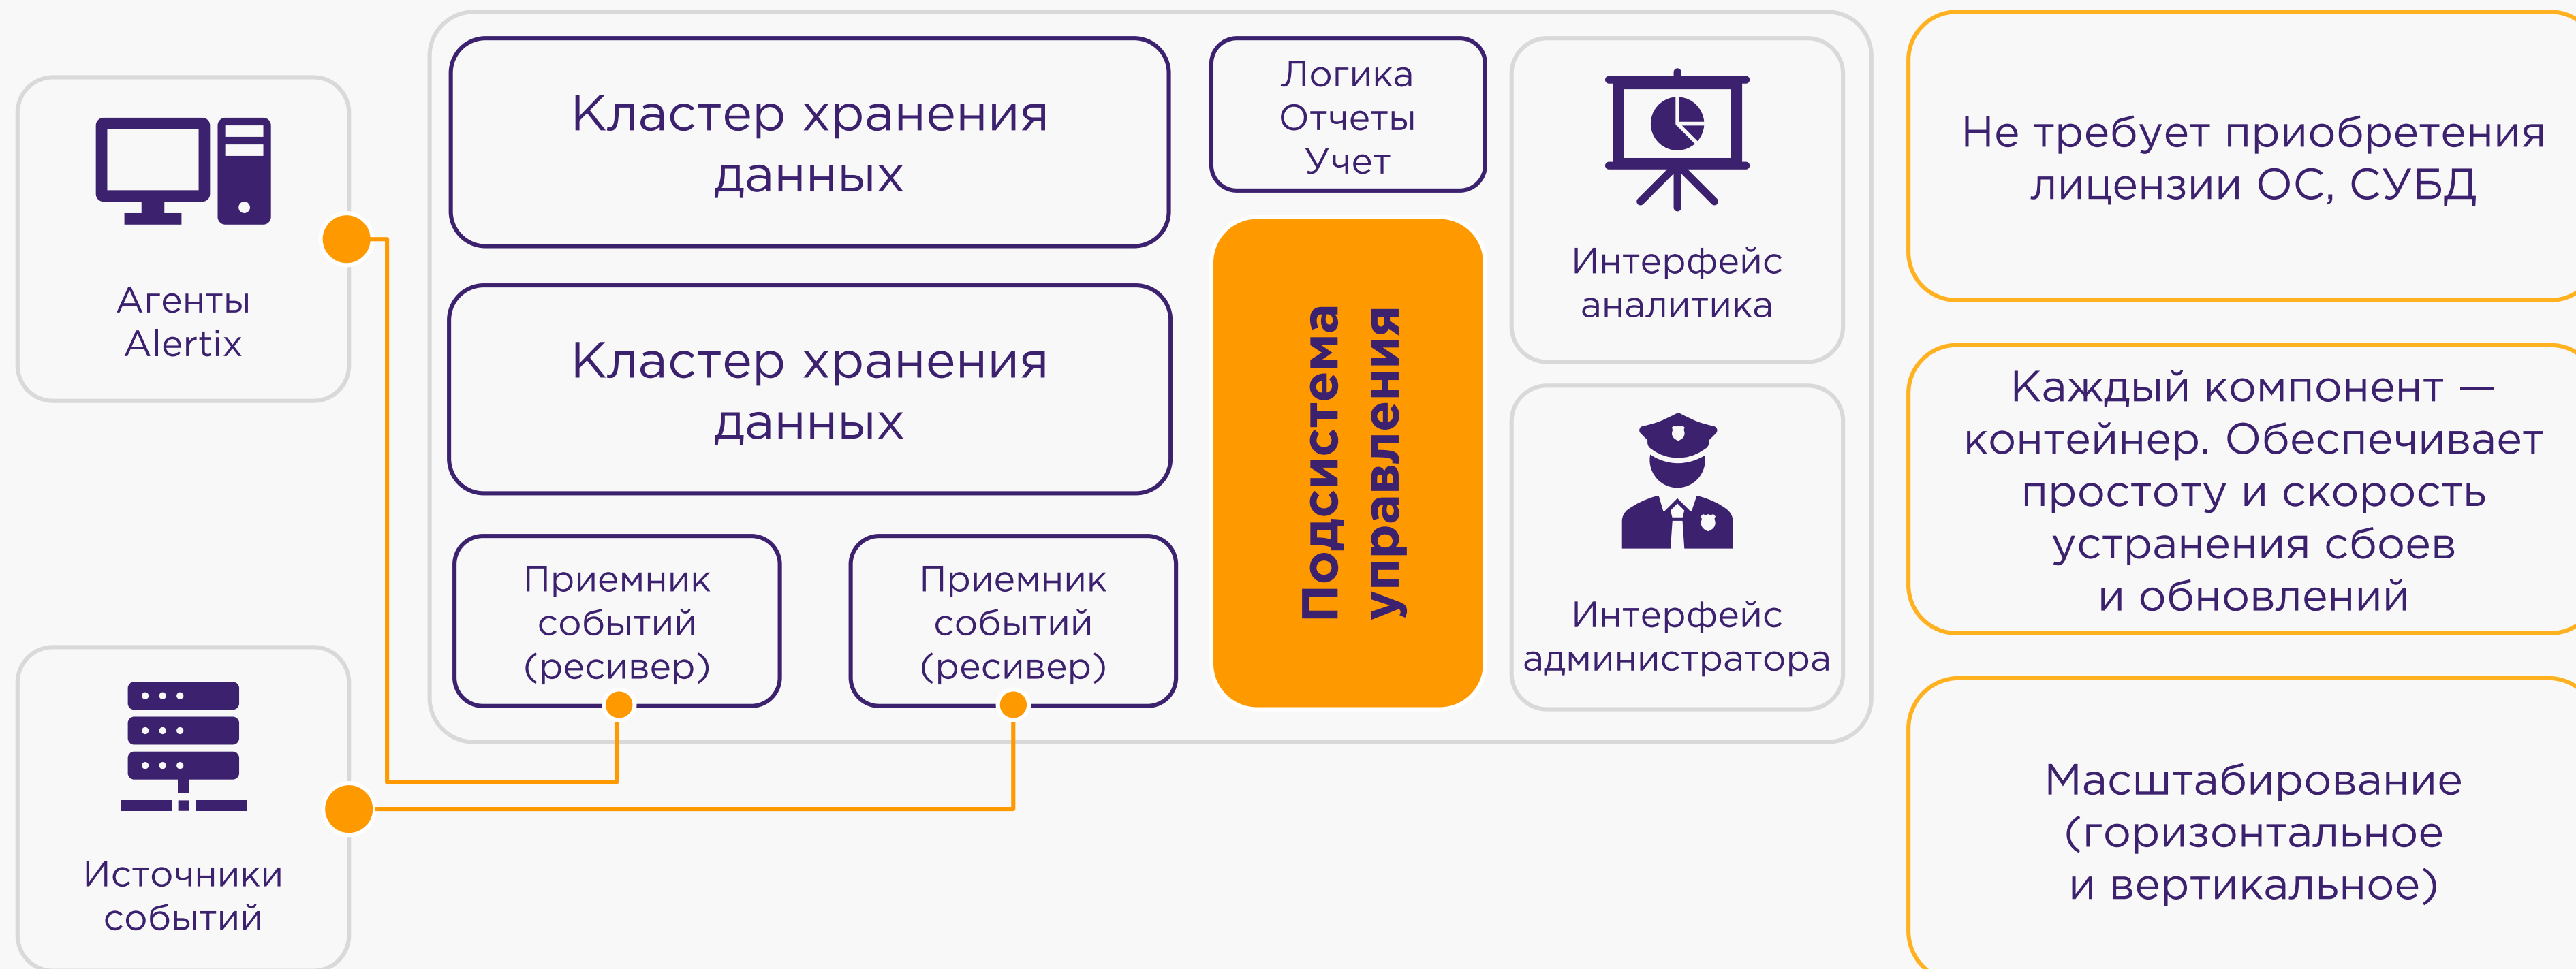 Агенты
Alertix
Источники
событий
Кластер хранения
данных
Кластер хранения
данных
Приемник
событий
(ресивер)
Приемник
событий
(ресивер)
Логика
Отчеты
Учет
Подсистема
управления
Интерфейс
аналитика
Интерфейс
администратора
Не требует приобретения
лицензии ОС, СУБД
Каждый компонент —
контейнер. Обеспечивает
простоту и скорость
устранения сбоев
и обновлений
Масштабирование
(горизонтальное
и вертикальное)